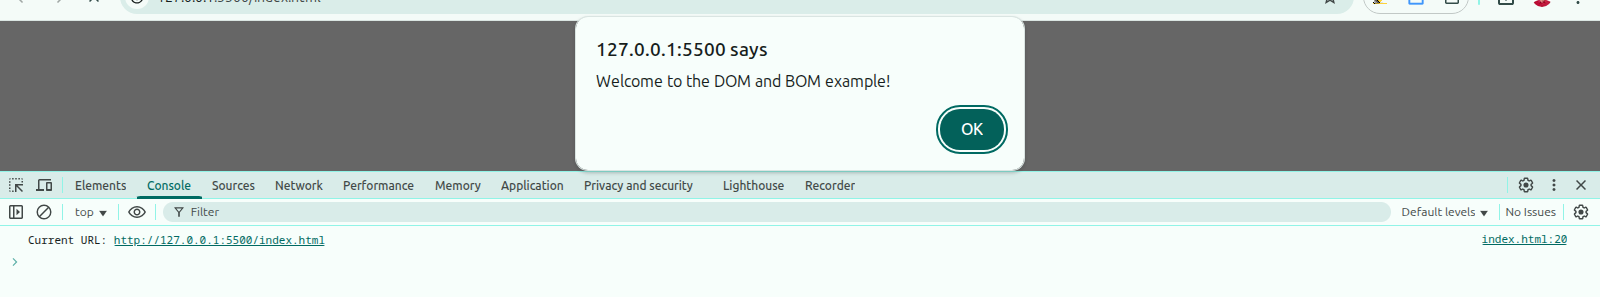 127.0.0.1:5500 says
Welcome to the DOM and BOM example!
OK
Elements Console Sources Network Performance Memory Application Privacy and security Lighthouse Recorder
top Filter Default levels No Issues
Current URL: http://127.0.0.1:5500/index.html index.html:20